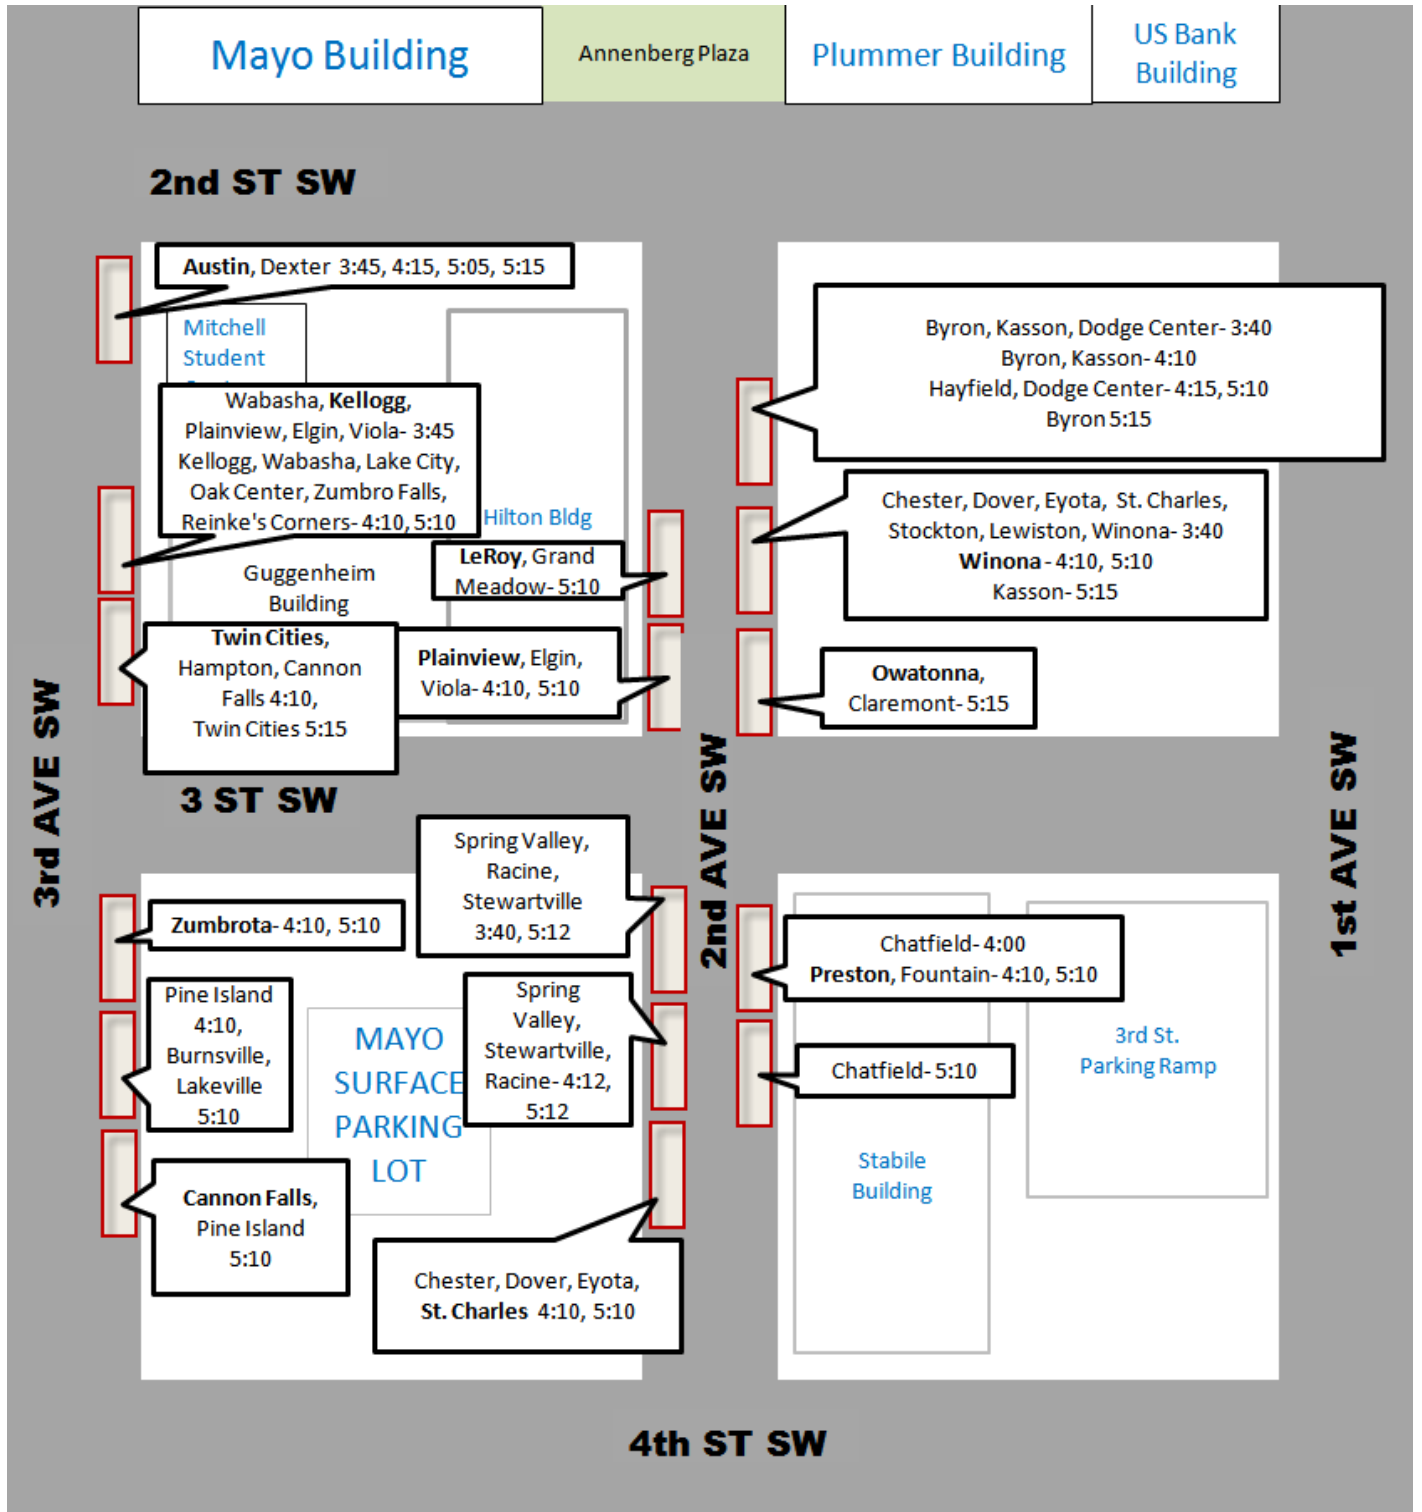 Mayo Building
Annenberg Plaza
Plummer Building
US Bank
Building
2nd ST SW
Austin, Dexter 3:45, 4:15, 5:05, 5:15
Mitchell
Student
Wabasha, Kellogg,
Plainview, Elgin, Viola- 3:45
Kellogg, Wabasha, Lake City,
Oak Center, Zumbro Falls,
Reinke's Corners- 4:10, 5:10
Hilton Bldg
LeRoy, Grand
Meadow- 5:10
Guggenheim
Building
Twin Cities,
Hampton, Cannon
Falls 4:10,
Twin Cities 5:15
Plainview, Elgin,
Viola- 4:10, 5:10
Byron, Kasson, Dodge Center- 3:40
Byron, Kasson- 4:10
Hayfield, Dodge Center- 4:15, 5:10
Byron 5:15
Chester, Dover, Eyota, St. Charles,
Stockton, Lewiston, Winona- 3:40
Winona - 4:10, 5:10
Kasson- 5:15
Owatonna,
Claremont- 5:15
3rd AVE SW
3 ST SW
2nd AVE SW
1st AVE SW
Spring Valley,
Racine,
Stewartville
3:40, 5:12
Zumbrota- 4:10, 5:10
Pine Island
4:10,
Burnsville,
Lakeville
5:10
MAYO
SURFACE
PARKING
LOT
Spring
Valley,
Stewartville,
Racine- 4:12,
5:12
Cannon Falls,
Pine Island
5:10
Chester, Dover, Eyota,
St. Charles 4:10, 5:10
Chatfield- 4:00
Preston, Fountain- 4:10, 5:10
Chatfield- 5:10
3rd St.
Parking Ramp
Stabile
Building
4th ST SW